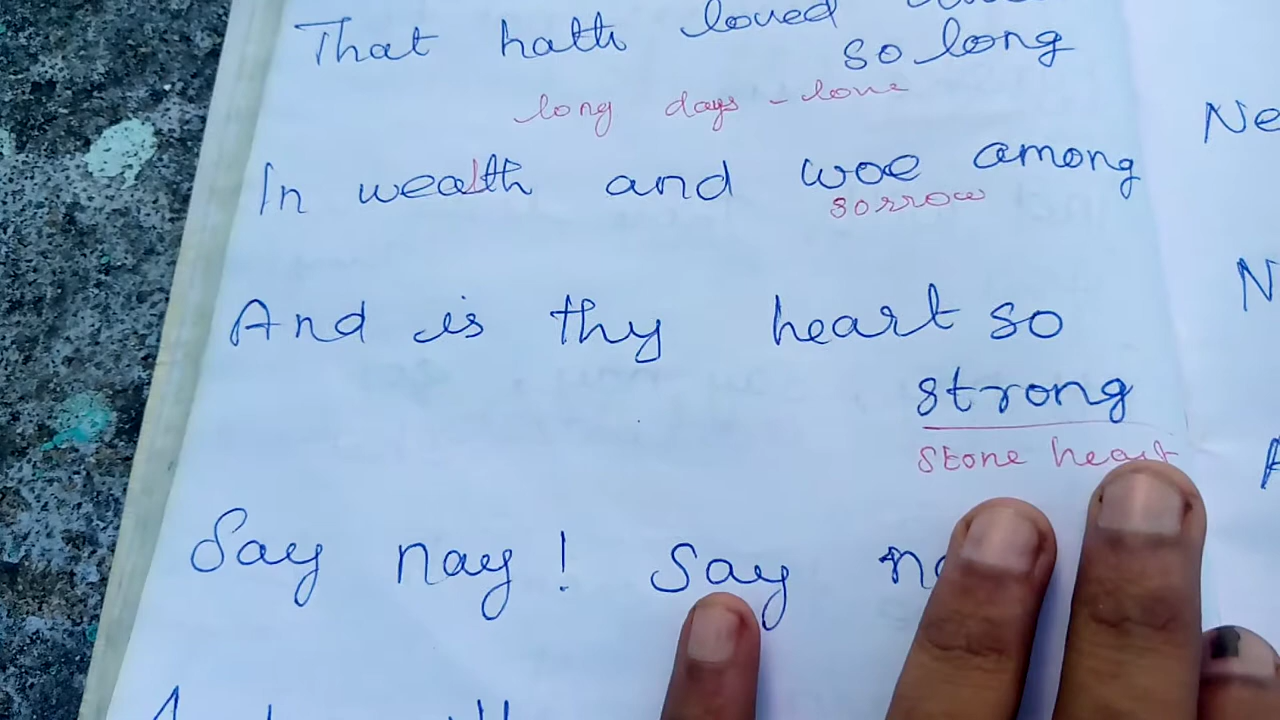 That hath loved
so long
long days - love
In wealth and woe among
sorrow
And is thy heart so
strong
Stone heart
Say nay! Say
Ne
N